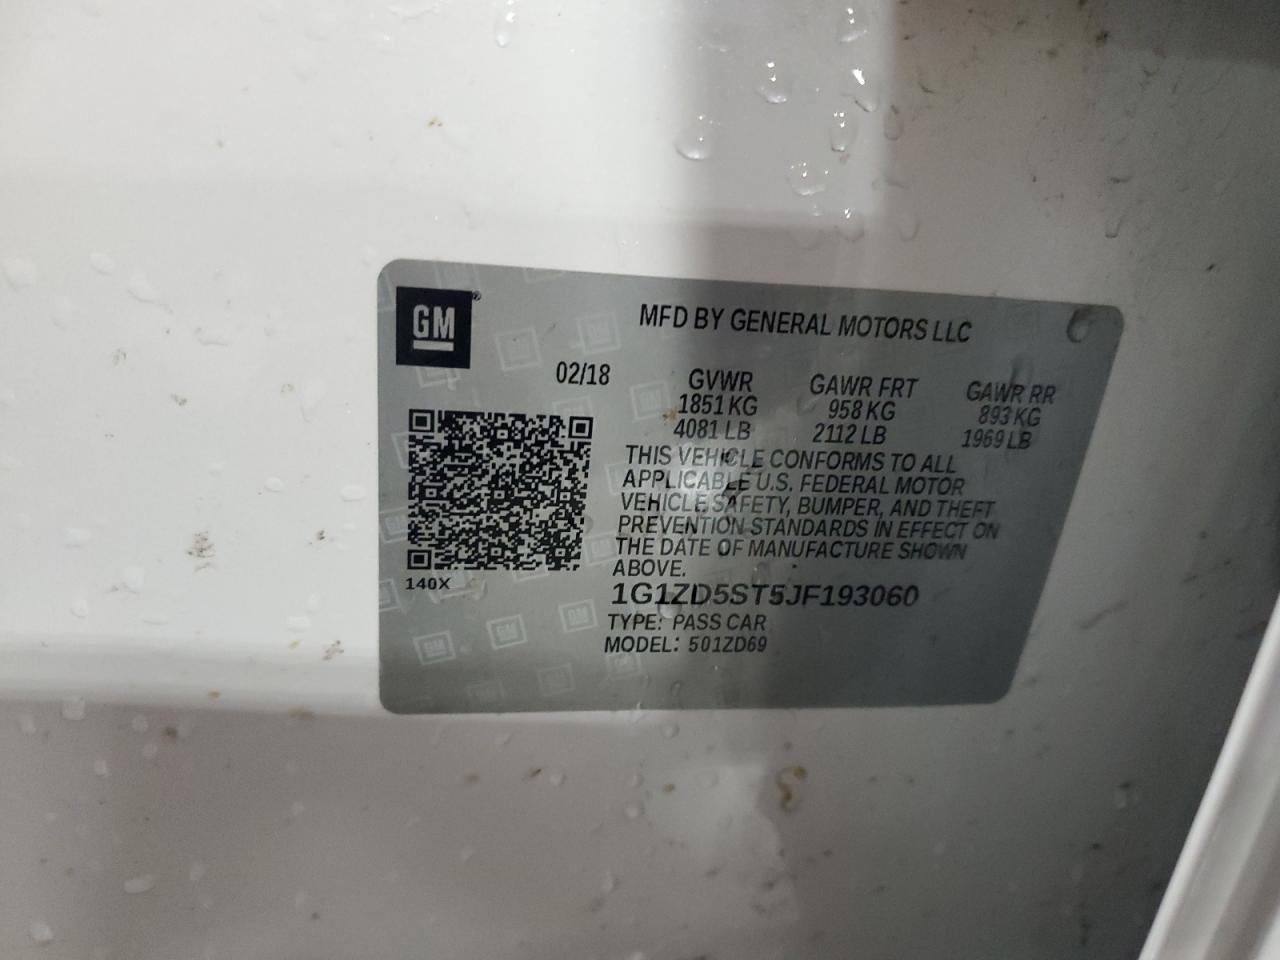 GM®
MFD BY GENERAL MOTORS LLC
02/18 GVWR GAWR FRT GAWR RR
1851 KG 958 KG 893 KG
4081 LB 2112 LB 1969 LB
THIS VEHICLE CONFORMS TO ALL
APPLICABLE U.S. FEDERAL MOTOR
VEHICLE SAFETY, BUMPER, AND THEFT
PREVENTION STANDARDS IN EFFECT ON
THE DATE OF MANUFACTURE SHOWN
ABOVE.
140X
1G1ZD5ST5JF193060
TYPE: PASS CAR
MODEL: 501ZD69